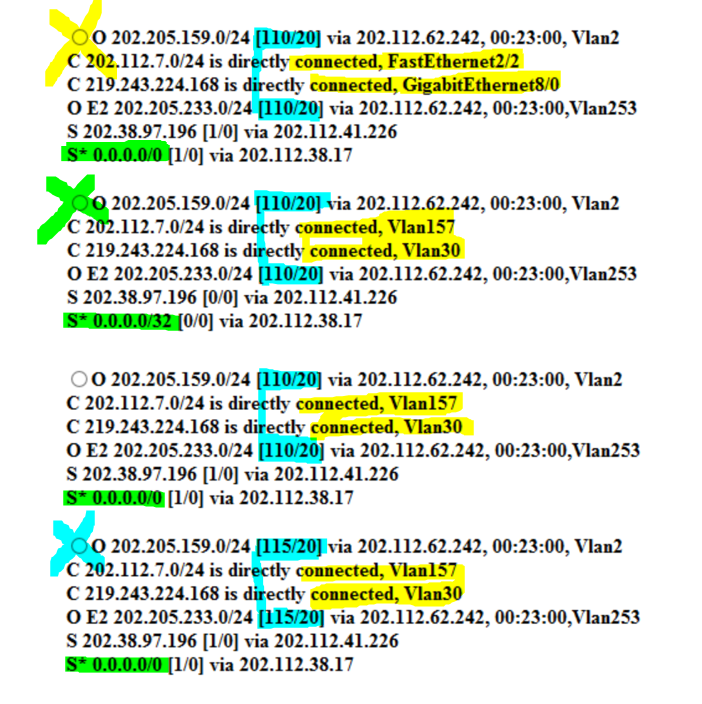 O 202.205.159.0/24 [110/20] via 202.112.62.242, 00:23:00, Vlan2
C 202.112.7.0/24 is directly connected, FastEthernet2/2
C 219.243.224.168 is directly connected, GigabitEthernet8/0
O E2 202.205.233.0/24 [110/20] via 202.112.62.242, 00:23:00,Vlan253
S 202.38.97.196 [1/0] via 202.112.41.226
S* 0.0.0.0/0 [1/0] via 202.112.38.17
O 202.205.159.0/24 [110/20] via 202.112.62.242, 00:23:00, Vlan2
C 202.112.7.0/24 is directly connected, Vlan157
C 219.243.224.168 is directly connected, Vlan30
O E2 202.205.233.0/24 [110/20] via 202.112.62.242, 00:23:00,Vlan253
S 202.38.97.196 [0/0] via 202.112.41.226
S* 0.0.0.0/32 [0/0] via 202.112.38.17
O 202.205.159.0/24 [110/20] via 202.112.62.242, 00:23:00, Vlan2
C 202.112.7.0/24 is directly connected, Vlan157
C 219.243.224.168 is directly connected, Vlan30
O E2 202.205.233.0/24 [110/20] via 202.112.62.242, 00:23:00,Vlan253
S 202.38.97.196 [1/0] via 202.112.41.226
S* 0.0.0.0/0 [1/0] via 202.112.38.17
O 202.205.159.0/24 [115/20] via 202.112.62.242, 00:23:00, Vlan2
C 202.112.7.0/24 is directly connected, Vlan157
C 219.243.224.168 is directly connected, Vlan30
O E2 202.205.233.0/24 [115/20] via 202.112.62.242, 00:23:00,Vlan253
S 202.38.97.196 [1/0] via 202.112.41.226
S* 0.0.0.0/0 [1/0] via 202.112.38.17